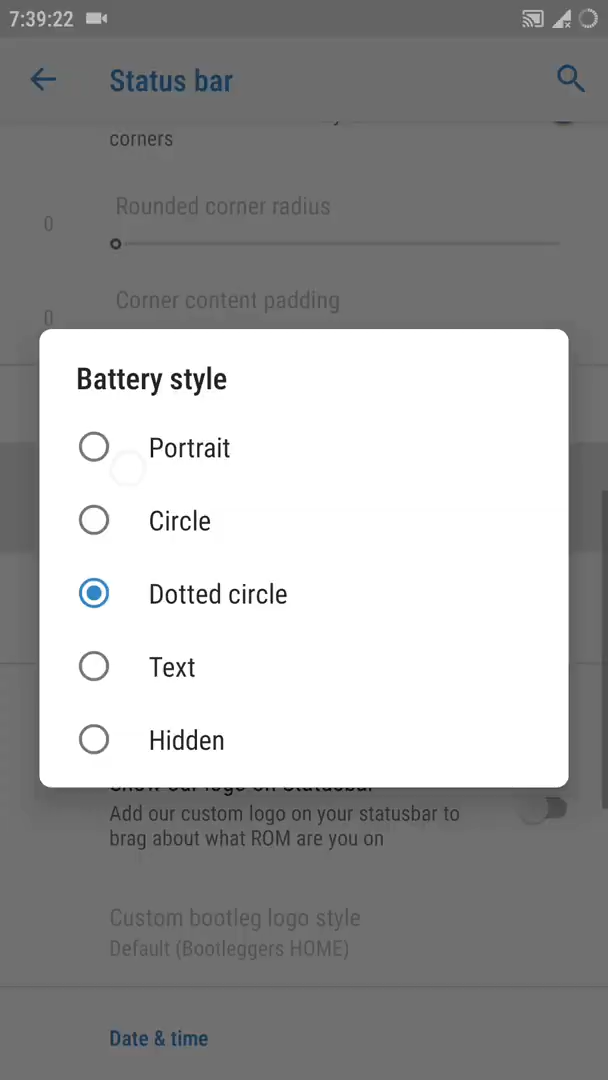 7:39:22
Status bar
corners
Rounded corner radius
0
Corner content padding
0
Battery style
Portrait
Circle
Dotted circle
Text
Hidden
Add our custom logo on your statusbar to
brag about what ROM are you on
Custom bootleg logo style
Default (Bootleggers HOME)
Date & time